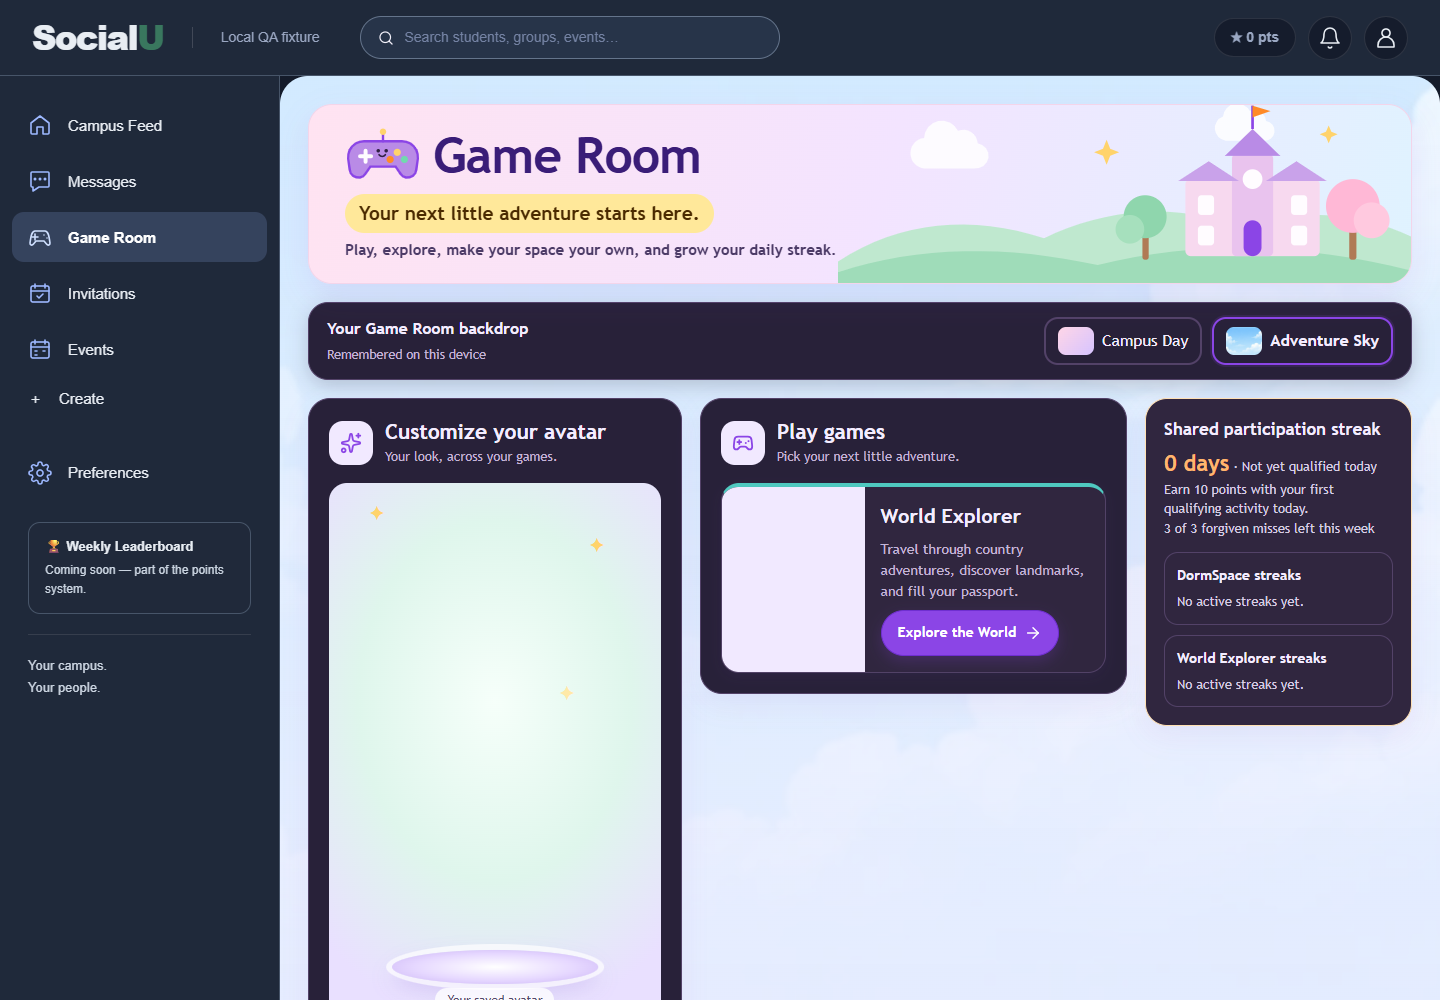 SocialU
Local QA fixture
Search students, groups, events…
★ 0 pts
Campus Feed
Messages
Game Room
Invitations
Events
+ Create
Preferences
🏆 Weekly Leaderboard
Coming soon — part of the points
system.
Your campus.
Your people.
Game Room
Your next little adventure starts here.
Play, explore, make your space your own, and grow your daily streak.
Your Game Room backdrop
Remembered on this device
Campus Day
Adventure Sky
Customize your avatar
Your look, across your games.
Your saved avatar
Play games
Pick your next little adventure.
World Explorer
Travel through country
adventures, discover landmarks,
and fill your passport.
Explore the World →
Shared participation streak
0 days · Not yet qualified today
Earn 10 points with your first
qualifying activity today.
3 of 3 forgiven misses left this week
DormSpace streaks
No active streaks yet.
World Explorer streaks
No active streaks yet.